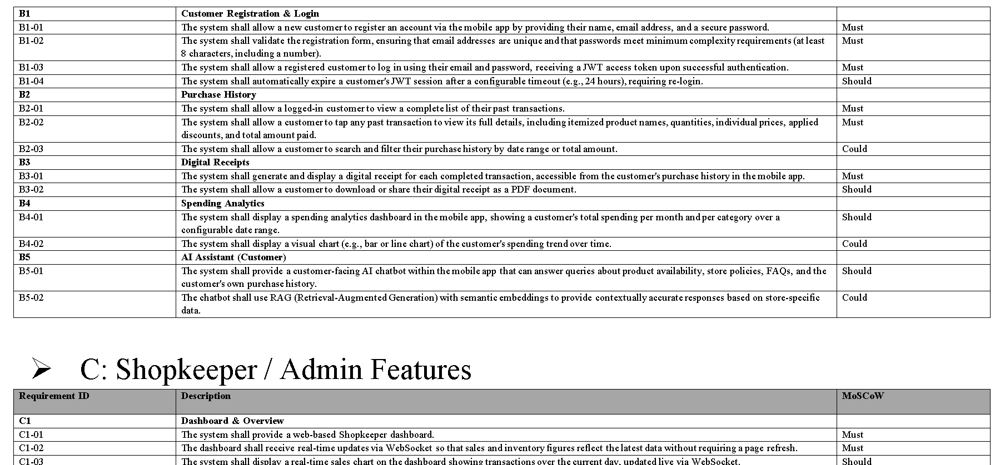 B1 Customer Registration & Login
B1-01 The system shall allow a new customer to register an account via the mobile app by providing their name, email address, and a secure password. Must
B1-02 The system shall validate the registration form, ensuring that email addresses are unique and that passwords meet minimum complexity requirements (at least Must
8 characters, including a number).
B1-03 The system shall allow a registered customer to log in using their email and password, receiving a JWT access token upon successful authentication. Must
B1-04 The system shall automatically expire a customer's JWT session after a configurable timeout (e.g., 24 hours), requiring re-login. Should
B2 Purchase History
B2-01 The system shall allow a logged-in customer to view a complete list of their past transactions. Must
B2-02 The system shall allow a customer to tap any past transaction to view its full details, including itemized product names, quantities, individual prices, applied Must
discounts, and total amount paid.
B2-03 The system shall allow a customer to search and filter their purchase history by date range or total amount. Could
B3 Digital Receipts
B3-01 The system shall generate and display a digital receipt for each completed transaction, accessible from the customer's purchase history in the mobile app. Must
B3-02 The system shall allow a customer to download or share their digital receipt as a PDF document. Should
B4 Spending Analytics
B4-01 The system shall display a spending analytics dashboard in the mobile app, showing a customer's total spending per month and per category over a Should
configurable date range.
B4-02 The system shall display a visual chart (e.g., bar or line chart) of the customer's spending trend over time. Could
B5 AI Assistant (Customer)
B5-01 The system shall provide a customer-facing AI chatbot within the mobile app that can answer queries about product availability, store policies, FAQs, and the Should
customer's own purchase history.
B5-02 The chatbot shall use RAG (Retrieval-Augmented Generation) with semantic embeddings to provide contextually accurate responses based on store-specific Could
data.
➢ C: Shopkeeper / Admin Features
Requirement ID Description MoSCoW
C1 Dashboard & Overview
C1-01 The system shall provide a web-based Shopkeeper dashboard. Must
C1-02 The dashboard shall receive real-time updates via WebSocket so that sales and inventory figures reflect the latest data without requiring a page refresh. Must
C1-03 The system shall display a real-time sales chart on the dashboard showing transactions over the current day, updated live via WebSocket. Should